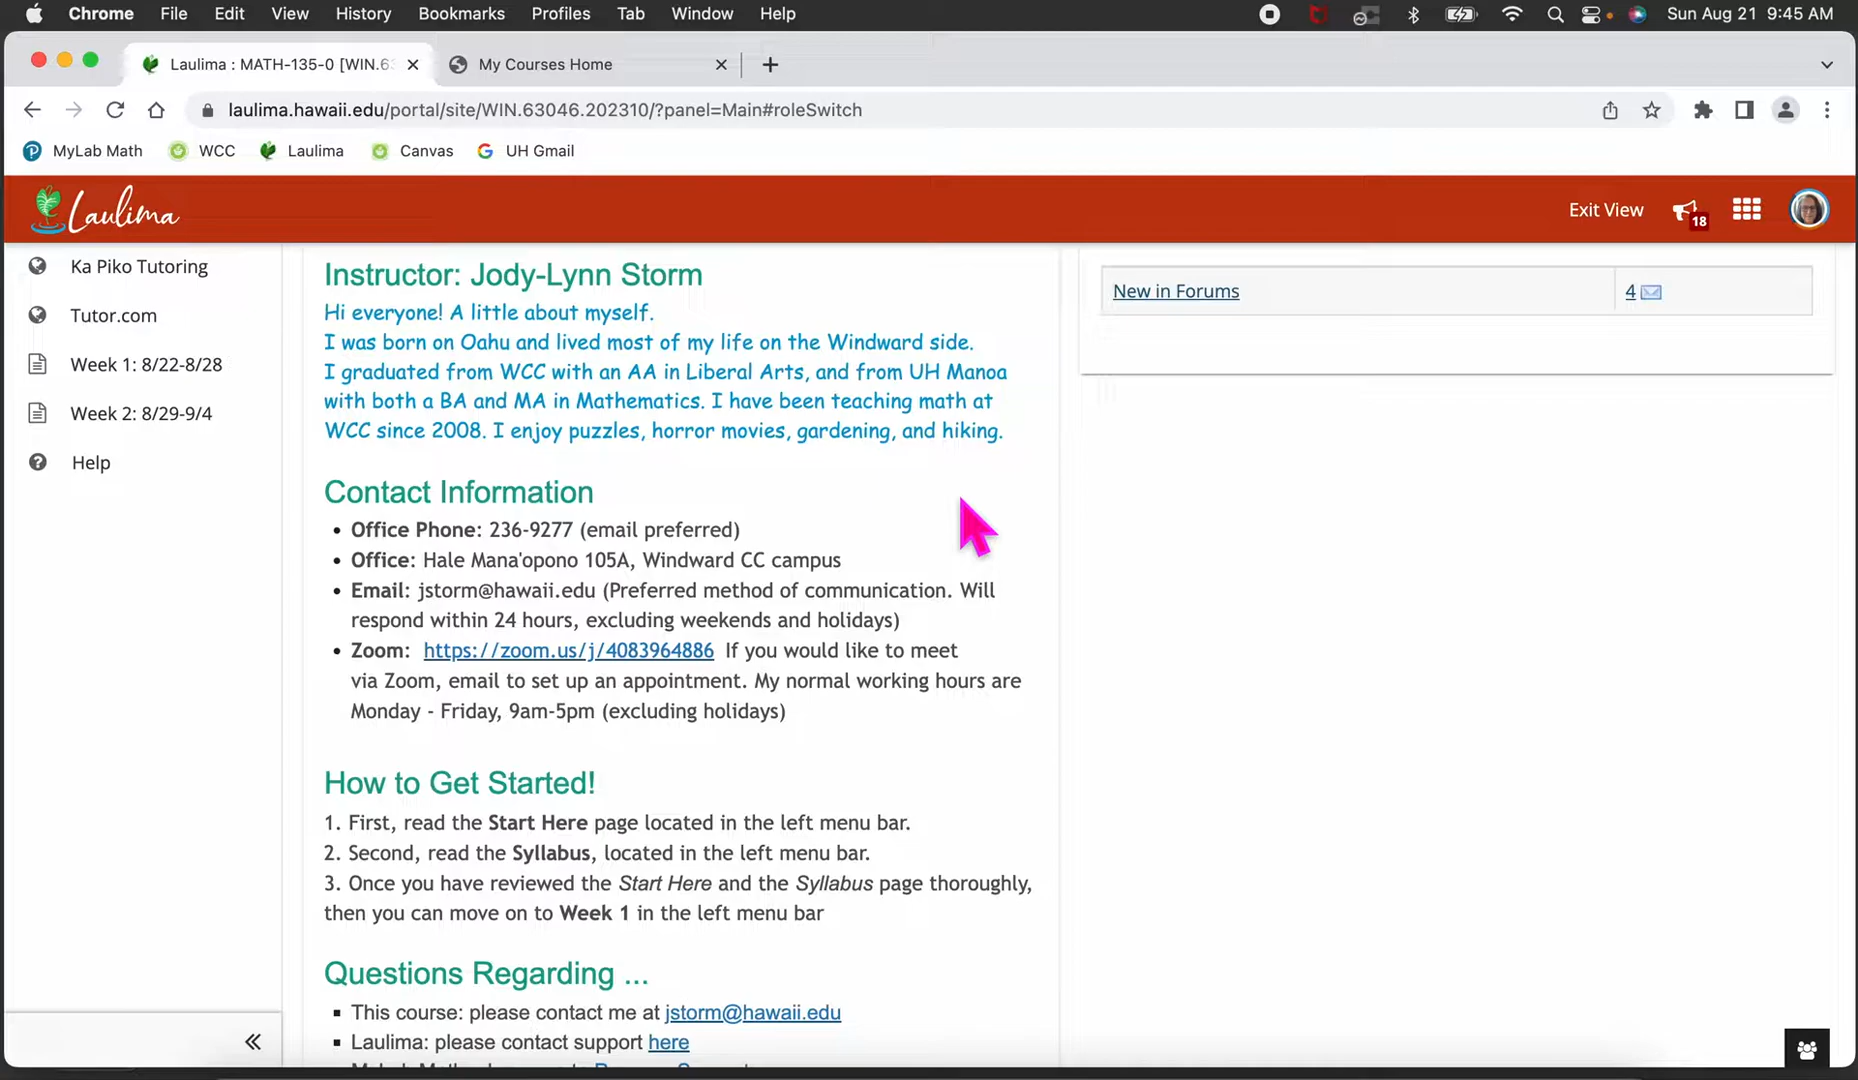 Chrome File Edit View History Bookmarks Profiles Tab Window Help Sun Aug 21 9:45 AM
Laulima : MATH-135-0 [WIN.63 My Courses Home
laulima.hawaii.edu/portal/site/WIN.63046.202310/?panel=Main#roleSwitch
MyLab Math WCC Laulima Canvas UH Gmail
Laulima Exit View 18
Ka Piko Tutoring
Tutor.com
Week 1: 8/22-8/28
Week 2: 8/29-9/4
Help
Instructor: Jody-Lynn Storm
Hi everyone! A little about myself.
I was born on Oahu and lived most of my life on the Windward side.
I graduated from WCC with an AA in Liberal Arts, and from UH Manoa
with both a BA and MA in Mathematics. I have been teaching math at
WCC since 2008. I enjoy puzzles, horror movies, gardening, and hiking.
Contact Information
• Office Phone: 236-9277 (email preferred)
• Office: Hale Mana'opono 105A, Windward CC campus
• Email: jstorm@hawaii.edu (Preferred method of communication. Will
respond within 24 hours, excluding weekends and holidays)
• Zoom: https://zoom.us/j/4083964886 If you would like to meet
via Zoom, email to set up an appointment. My normal working hours are
Monday - Friday, 9am-5pm (excluding holidays)
How to Get Started!
1. First, read the Start Here page located in the left menu bar.
2. Second, read the Syllabus, located in the left menu bar.
3. Once you have reviewed the Start Here and the Syllabus page thoroughly,
then you can move on to Week 1 in the left menu bar
Questions Regarding ...
▪ This course: please contact me at jstorm@hawaii.edu
▪ Laulima: please contact support here
New in Forums 4